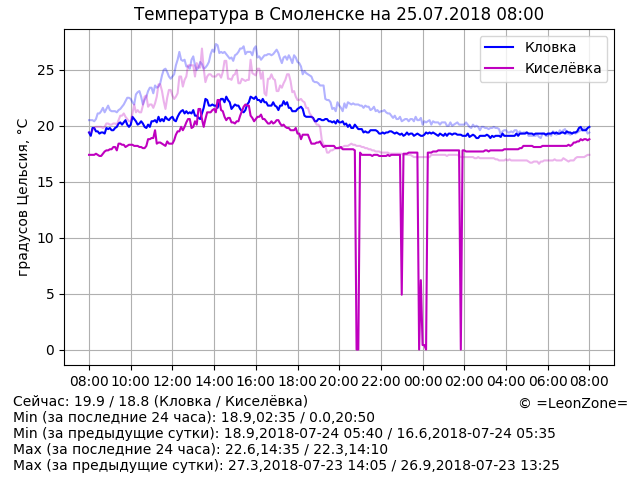 Температура в Смоленске на 25.07.2018 08:00
Кловка
Киселёвка
градусов Цельсия, °C
25
20
15
10
5
0
08:00 10:00 12:00 14:00 16:00 18:00 20:00 22:00 00:00 02:00 04:00 06:00 08:00
Сейчас: 19.9 / 18.8 (Кловка / Киселёвка)
© =LeonZone=
Min (за последние 24 часа): 18.9,02:35 / 0.0,20:50
Min (за предыдущие сутки): 18.9,2018-07-24 05:40 / 16.6,2018-07-24 05:35
Max (за последние 24 часа): 22.6,14:35 / 22.3,14:10
Max (за предыдущие сутки): 27.3,2018-07-23 14:05 / 26.9,2018-07-23 13:25